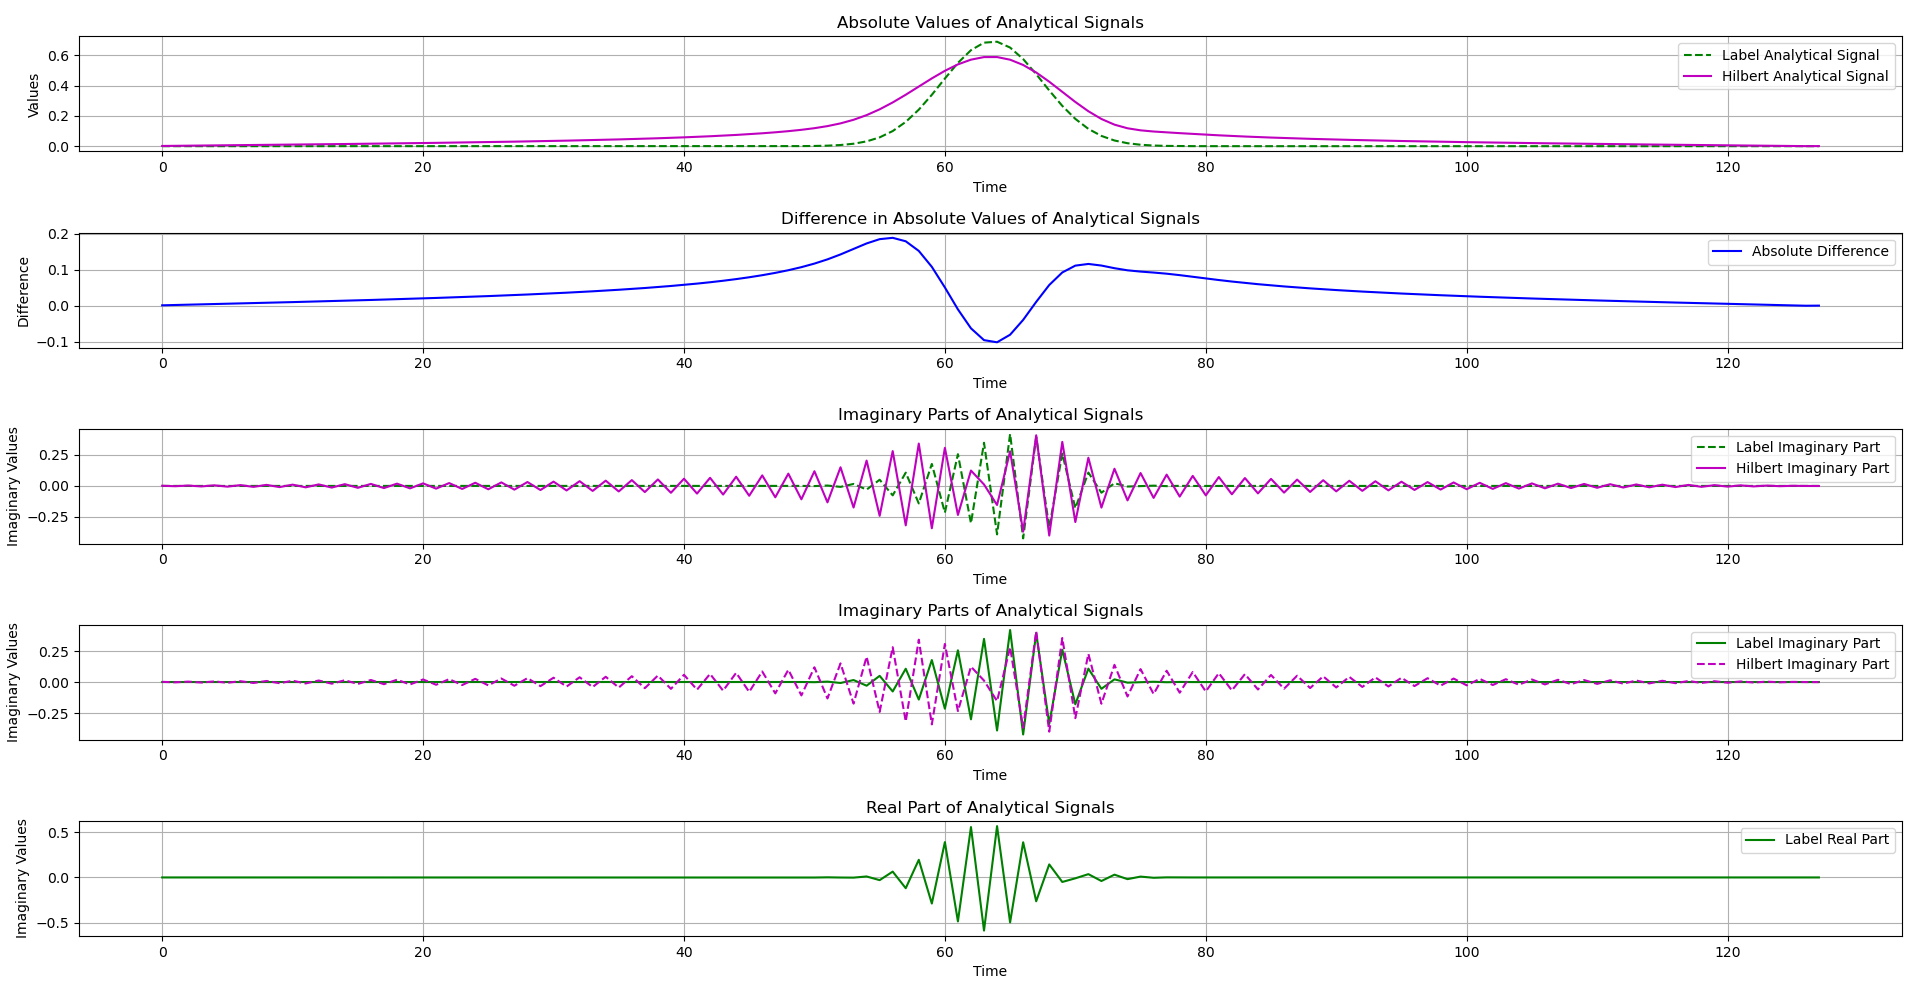 Absolute Values of Analytical Signals
Values
0.6
0.4
0.2
0.0
Label Analytical Signal
Hilbert Analytical Signal
0 20 40 60 80 100 120
Time
Difference in Absolute Values of Analytical Signals
Difference
0.2
0.1
0.0
−0.1
Absolute Difference
0 20 40 60 80 100 120
Time
Imaginary Parts of Analytical Signals
Imaginary Values
0.25
0.00
−0.25
Label Imaginary Part
Hilbert Imaginary Part
0 20 40 60 80 100 120
Time
Imaginary Parts of Analytical Signals
Imaginary Values
0.25
0.00
−0.25
Label Imaginary Part
Hilbert Imaginary Part
0 20 40 60 80 100 120
Time
Real Part of Analytical Signals
Imaginary Values
0.5
0.0
−0.5
Label Real Part
0 20 40 60 80 100 120
Time